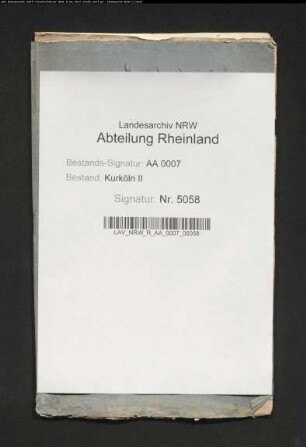 Landesarchiv NRW
Abteilung Rheinland
Bestands-Signatur: AA 0007
Bestand: Kurköln II
Signatur: Nr. 5058
LAV_NRW_R_AA_0007_05058